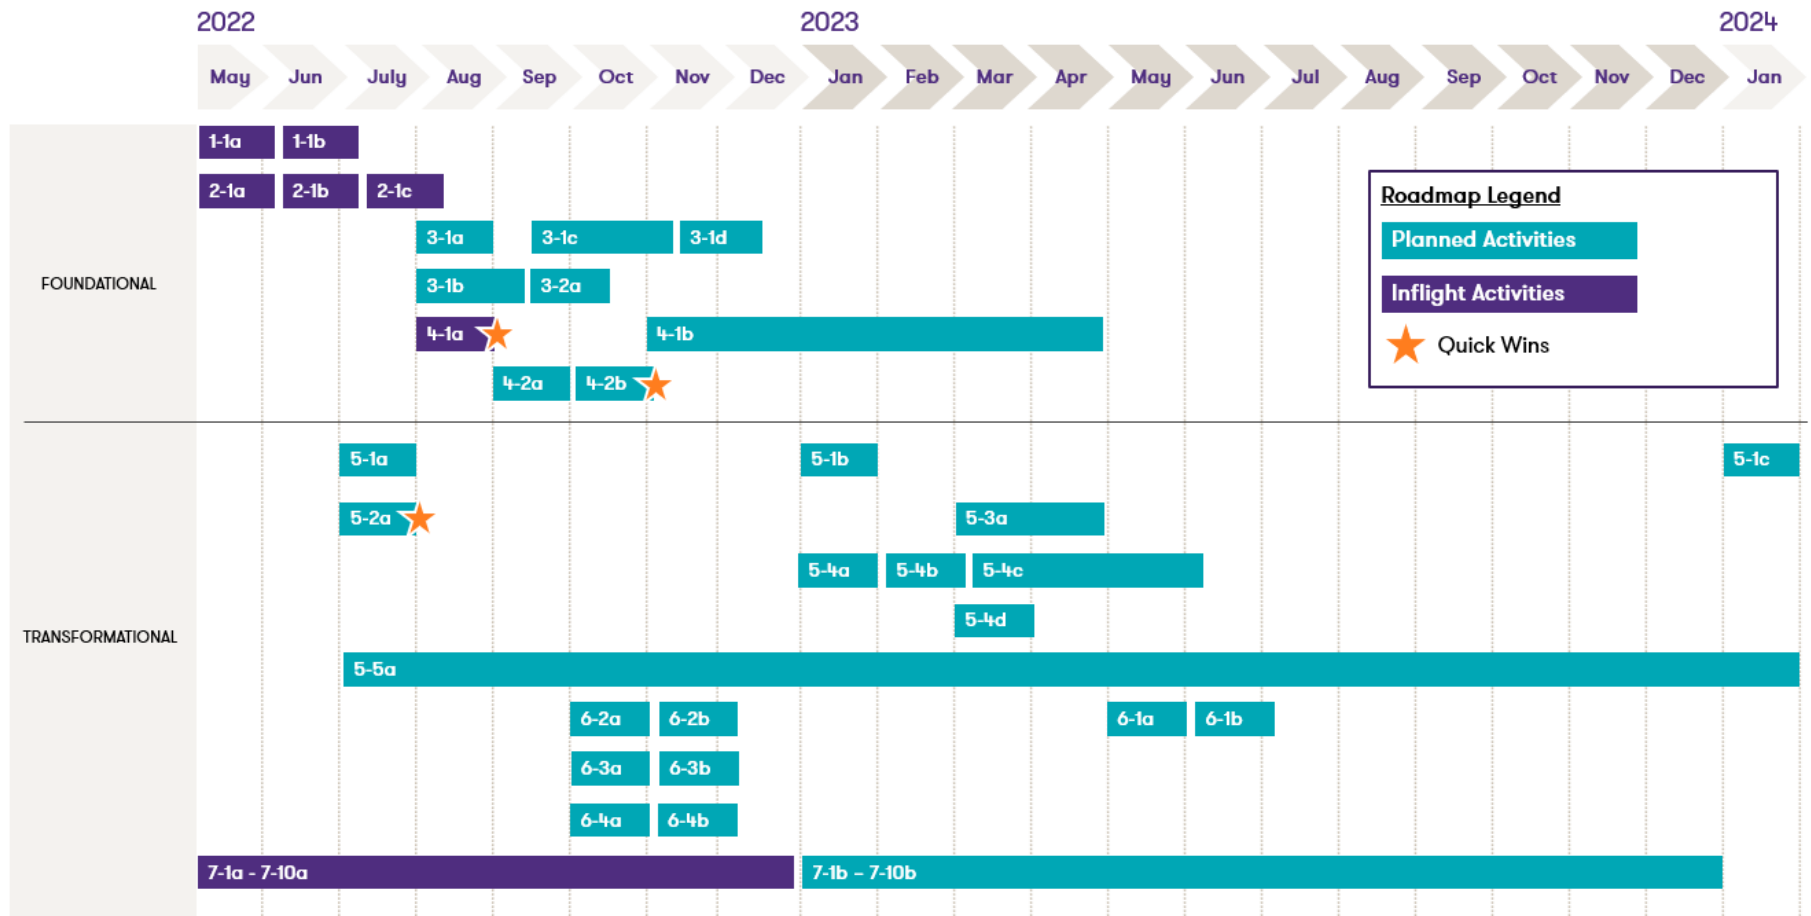 2022 2023 2024
May Jun July Aug Sep Oct Nov Dec Jan Feb Mar Apr May Jun Jul Aug Sep Oct Nov Dec Jan
FOUNDATIONAL
1-1a 1-1b
2-1a 2-1b 2-1c
3-1a 3-1c 3-1d
3-1b 3-2a
4-1a 4-1b
4-2a 4-2b
Roadmap Legend
Planned Activities
Inflight Activities
Quick Wins
TRANSFORMATIONAL
5-1a 5-1b 5-1c
5-2a 5-3a
5-4a 5-4b 5-4c
5-4d
5-5a
6-2a 6-2b 6-1a 6-1b
6-3a 6-3b
6-4a 6-4b
7-1a - 7-10a 7-1b – 7-10b